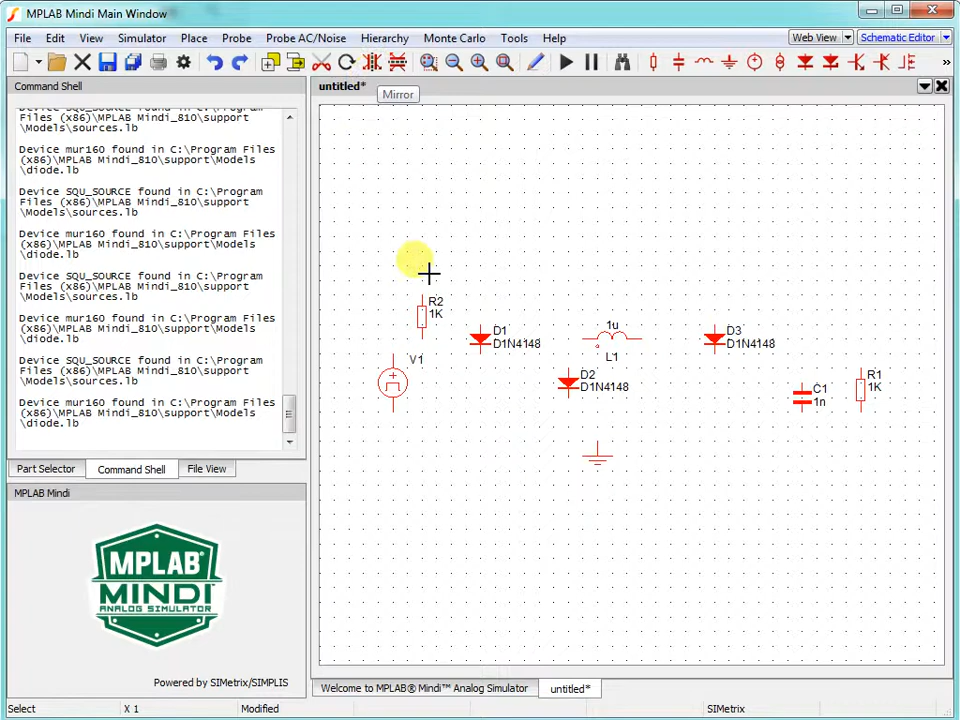 MPLAB Mindi Main Window
File Edit View Simulator Place Probe Probe AC/Noise Hierarchy Monte Carlo Tools Help Web View Schematic Editor
Command Shell
untitled*
Mirror
Device SQU_SOURCE found in C:\Program
Files (x86)\MPLAB Mindi_810\support
\Models\sources.lb
Device mur160 found in C:\Program Files
(x86)\MPLAB Mindi_810\support\Models
\diode.lb
Device SQU_SOURCE found in C:\Program
Files (x86)\MPLAB Mindi_810\support
\Models\sources.lb
Device mur160 found in C:\Program Files
(x86)\MPLAB Mindi_810\support\Models
\diode.lb
Device SQU_SOURCE found in C:\Program
Files (x86)\MPLAB Mindi_810\support
\Models\sources.lb
Device mur160 found in C:\Program Files
(x86)\MPLAB Mindi_810\support\Models
\diode.lb
Device SQU_SOURCE found in C:\Program
Files (x86)\MPLAB Mindi_810\support
\Models\sources.lb
Device mur160 found in C:\Program Files
(x86)\MPLAB Mindi_810\support\Models
\diode.lb
R2
1K
V1
D1
D1N4148
1u
L1
D2
D1N4148
D3
D1N4148
C1
1n
R1
1K
Part Selector Command Shell File View
MPLAB Mindi
MPLAB
MINDI
ANALOG SIMULATOR
Powered by SIMetrix/SIMPLIS
Welcome to MPLAB® Mindi™ Analog Simulator untitled*
Select X 1 Modified SIMetrix